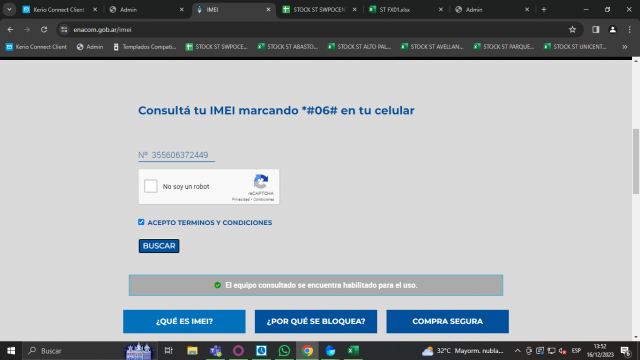 Kerio Connect Client
Admin
IMEI
STOCK ST SWPOCEN
ST FX01.xlsx
Admin
enacom.gob.ar/imei
Kerio Connect Client
Admin
Templados Compati...
STOCK ST SWPOCE...
STOCK ST ABASTO...
STOCK ST ALTO PAL...
STOCK ST AVELLAN...
STOCK ST PARQUE...
STOCK ST UNICENT...
Consultá tu IMEI marcando *#06# en tu celular
Nº 355606372449
No soy un robot
reCAPTCHA
Privacidad - Condiciones
ACEPTO TERMINOS Y CONDICIONES
BUSCAR
El equipo consultado se encuentra habilitado para el uso.
¿QUÉ ES IMEI?
¿POR QUÉ SE BLOQUEA?
COMPRA SEGURA
Buscar
32°C Mayorm. nubla...
ESP
13:52
16/12/2023